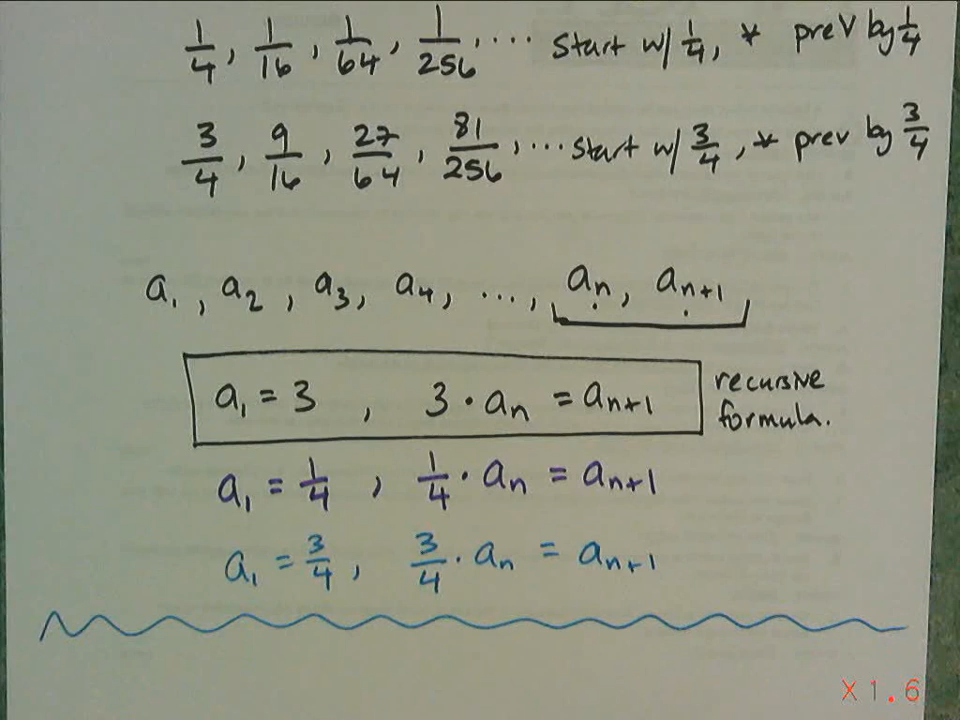 1/4, 1/16, 1/64, 1/256, ... Start w/ 1/4, * prev by 1/4
3/4, 9/16, 27/64, 81/256, ... start w/ 3/4, * prev by 3/4
a₁, a₂, a₃, a₄, ..., aₙ, aₙ₊₁
a₁ = 3, 3 · aₙ = aₙ₊₁ recursive formula.
a₁ = 1/4, 1/4 · aₙ = aₙ₊₁
a₁ = 3/4, 3/4 · aₙ = aₙ₊₁
X1.6